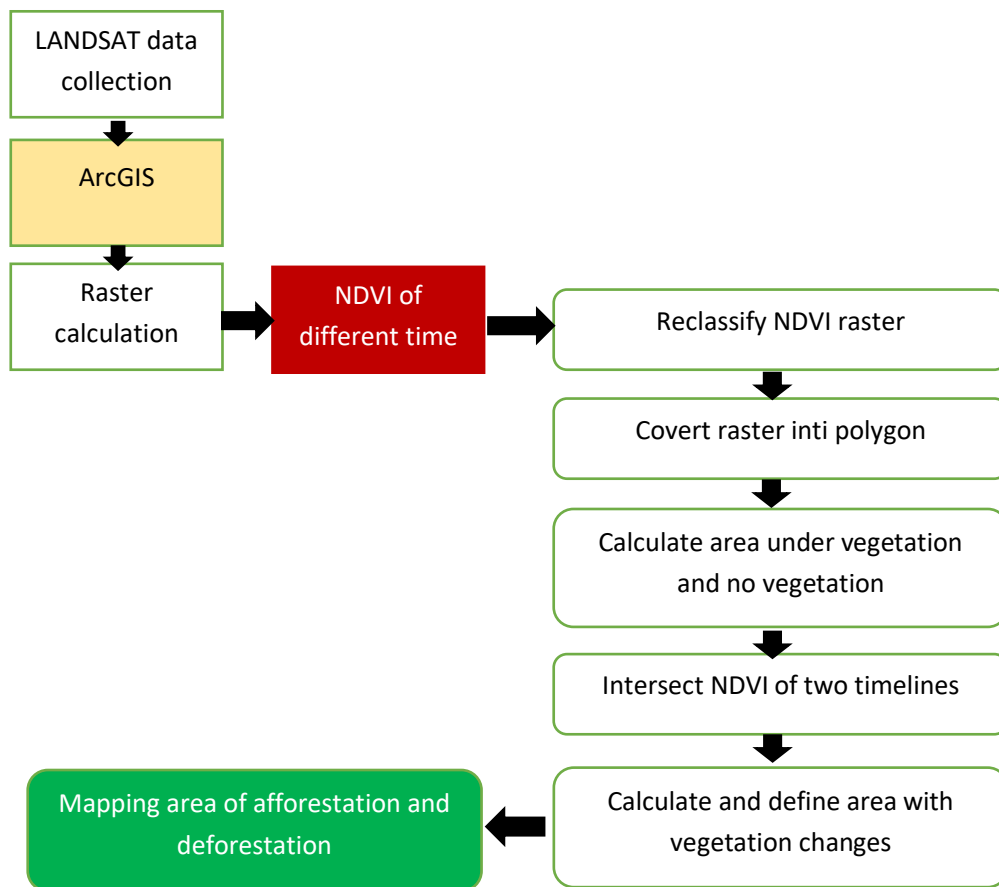 LANDSAT data
collection
ArcGIS
Raster
calculation
NDVI of
different time
Reclassify NDVI raster
Covert raster inti polygon
Calculate area under vegetation
and no vegetation
Intersect NDVI of two timelines
Calculate and define area with
vegetation changes
Mapping area of afforestation and
deforestation